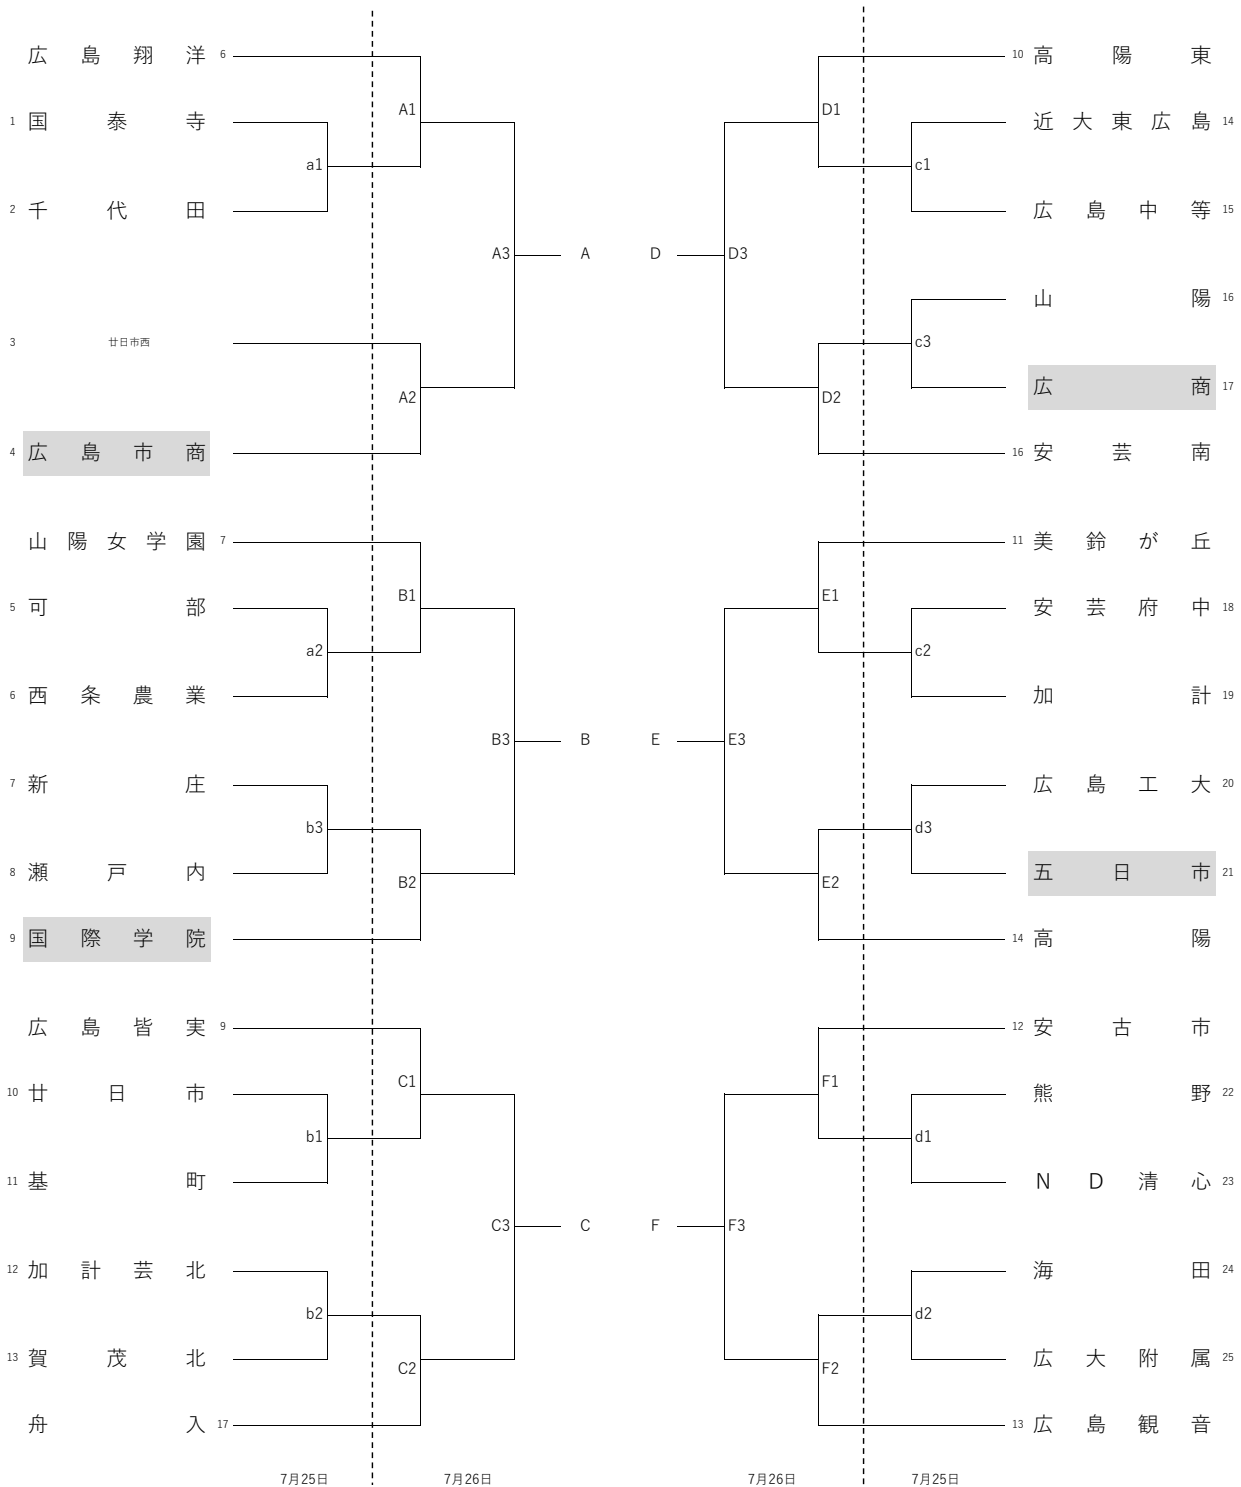 広島翔洋 6 10 高陽東
A1 D1
1 国泰寺 近大東広島 14
a1 c1
2 千代田 広島中等 15
A3 A D D3
山陽 16
3 廿日市西 c3
A2 D2
広商 17
4 広島市商 16 安芸南
山陽女学園 7 11 美鈴が丘
B1 E1
5 可部 安芸府中 18
a2 c2
6 西条農業 加計 19
B3 B E E3
7 新庄 広島工大 20
b3 d3
8 瀬戸内 五日市 21
B2 E2
9 国際学院 14 高陽
広島皆実 9 12 安古市
C1 F1
10 廿日市 熊野 22
b1 d1
11 基町 ND清心 23
C3 C F F3
12 加計芸北 海田 24
b2 d2
13 賀茂北 広大附属 25
C2 F2
舟入 17 13 広島観音
7月25日 7月26日 7月26日 7月25日